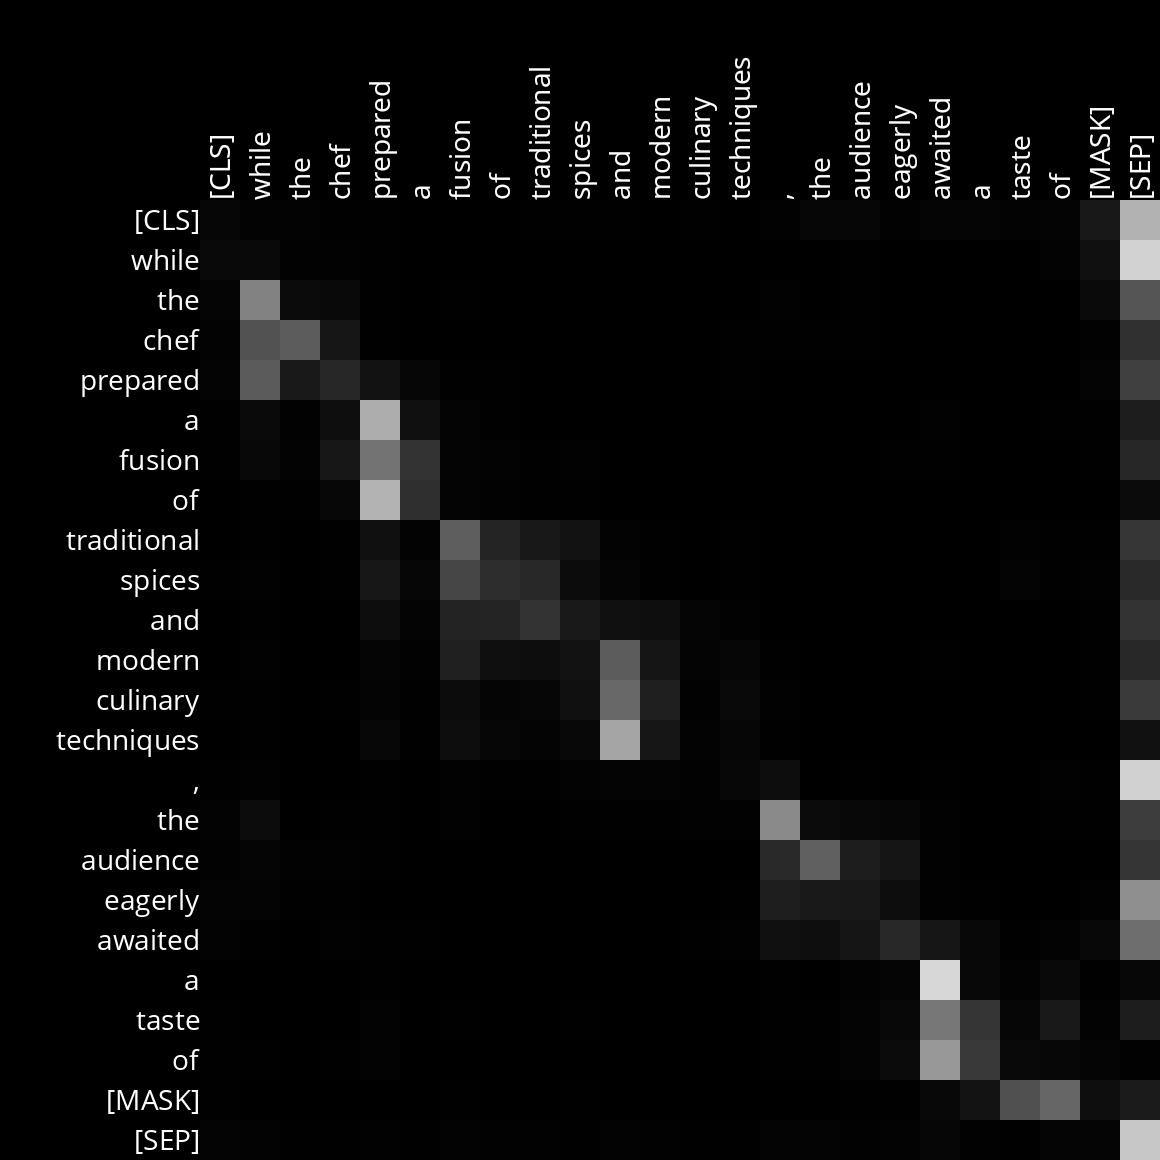 [CLS]
while
the
chef
prepared
a
fusion
of
traditional
spices
and
modern
culinary
techniques
,
the
audience
eagerly
awaited
a
taste
of
[MASK]
[SEP]
[CLS]
while
the
chef
prepared
a
fusion
of
traditional
spices
and
modern
culinary
techniques
,
the
audience
eagerly
awaited
a
taste
of
[MASK]
[SEP]